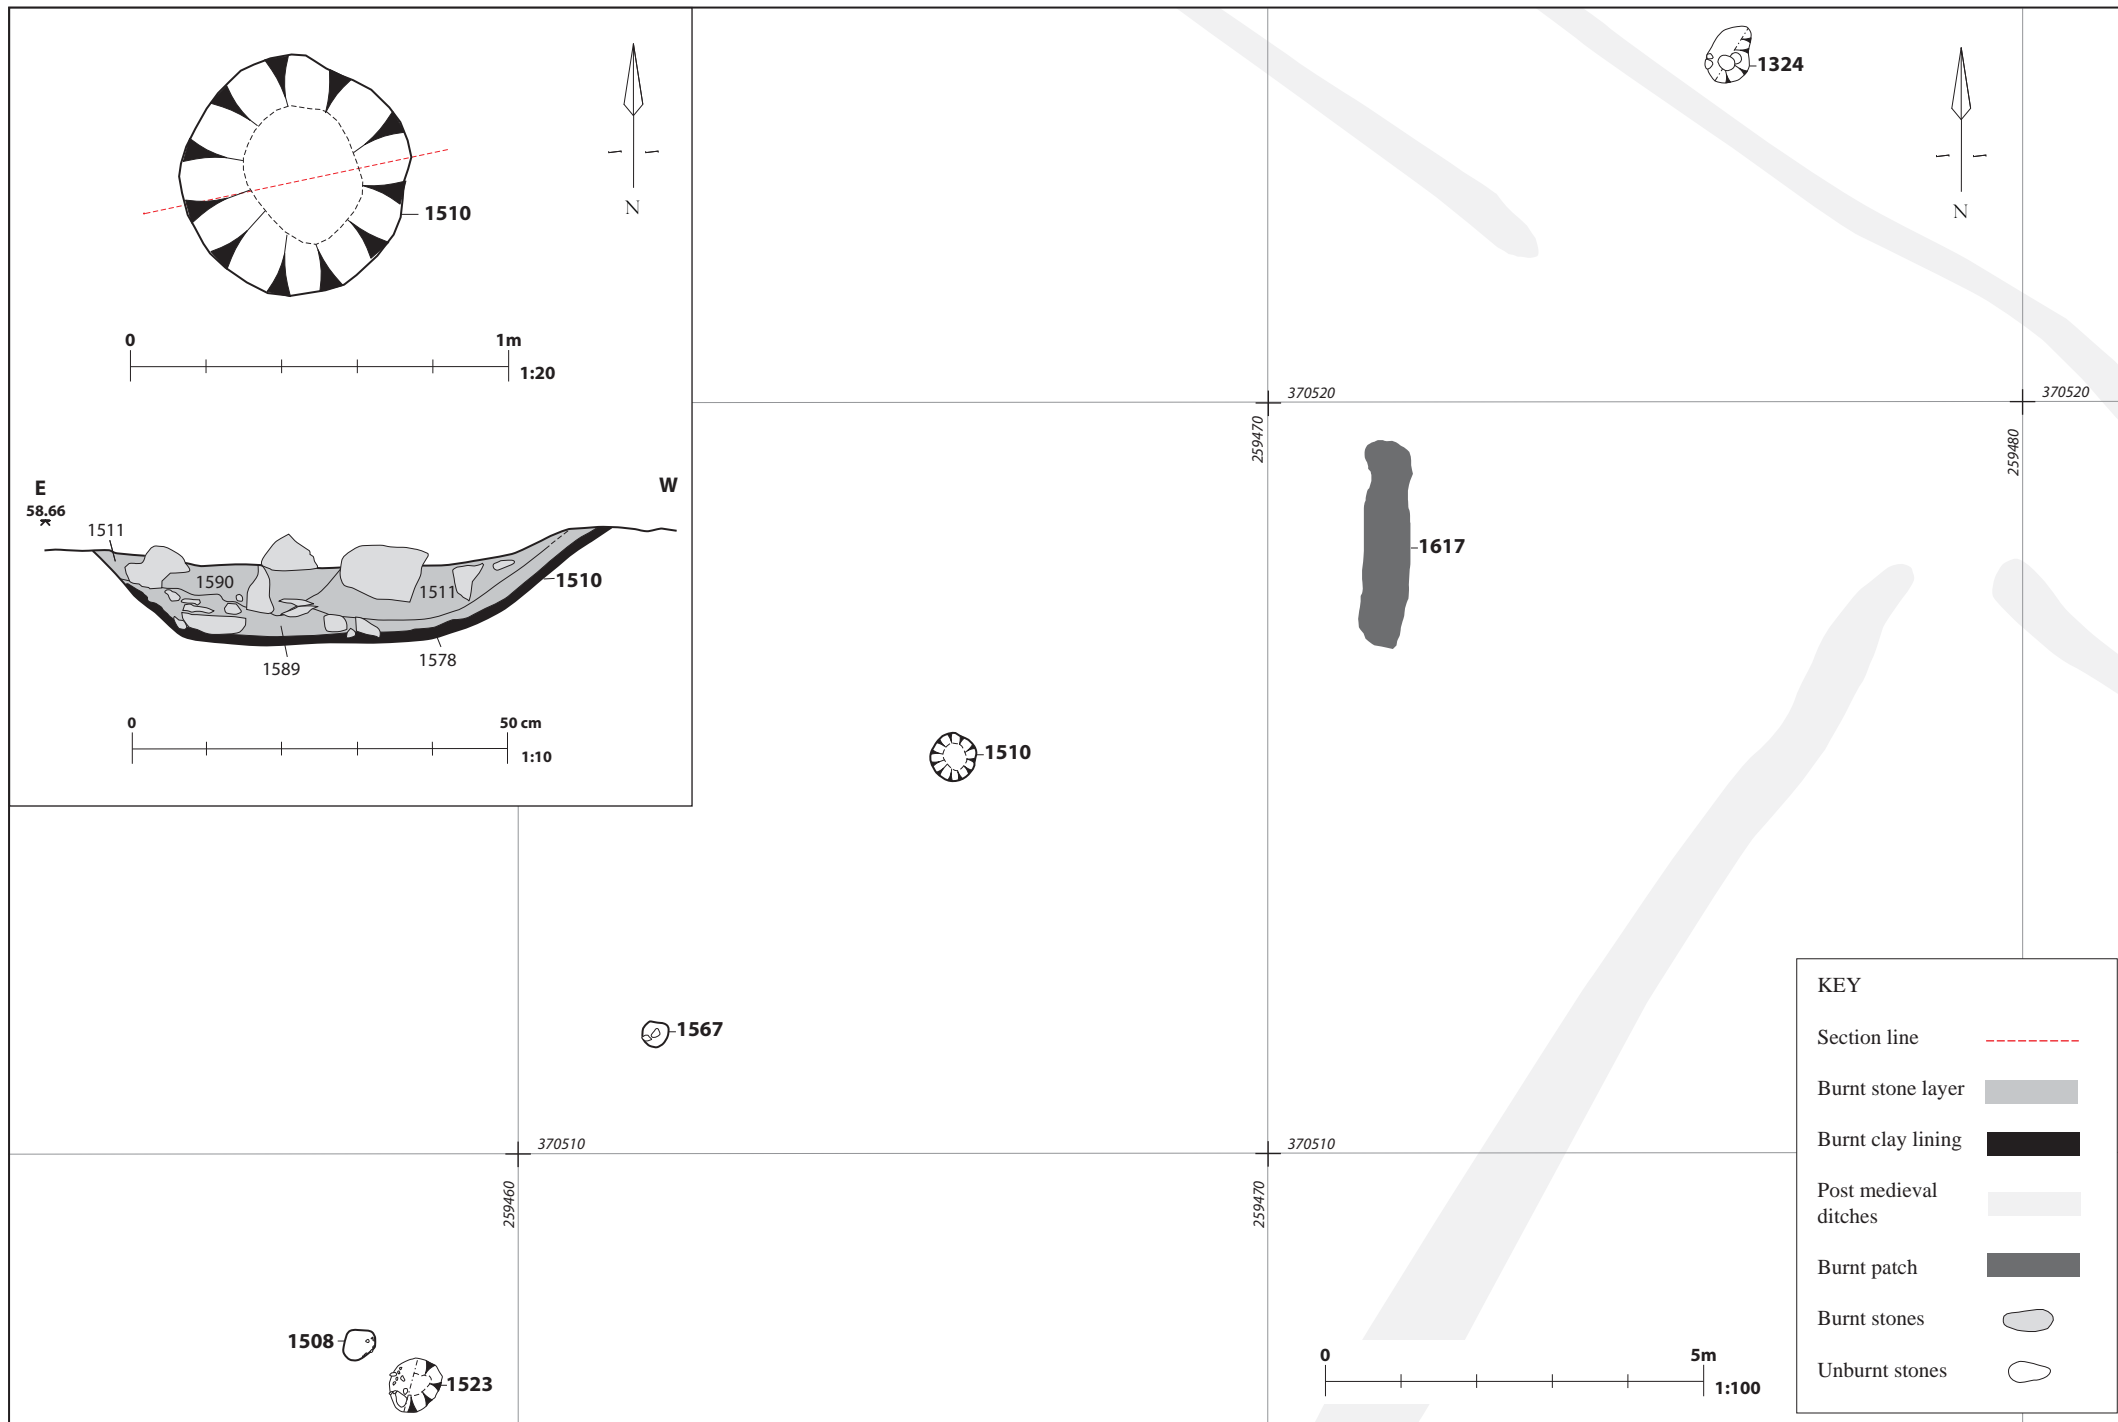 1510
N
0 1m
1:20
E W
58.66
1511
1590
1511
1510
1589
1578
0 50 cm
1:10
1324
N
370520
370520
259470
259480
1617
1510
1567
370510
370510
259460
259470
1508
1523
0 5m
1:100
KEY
Section line
Burnt stone layer
Burnt clay lining
Post medieval
ditches
Burnt patch
Burnt stones
Unburnt stones